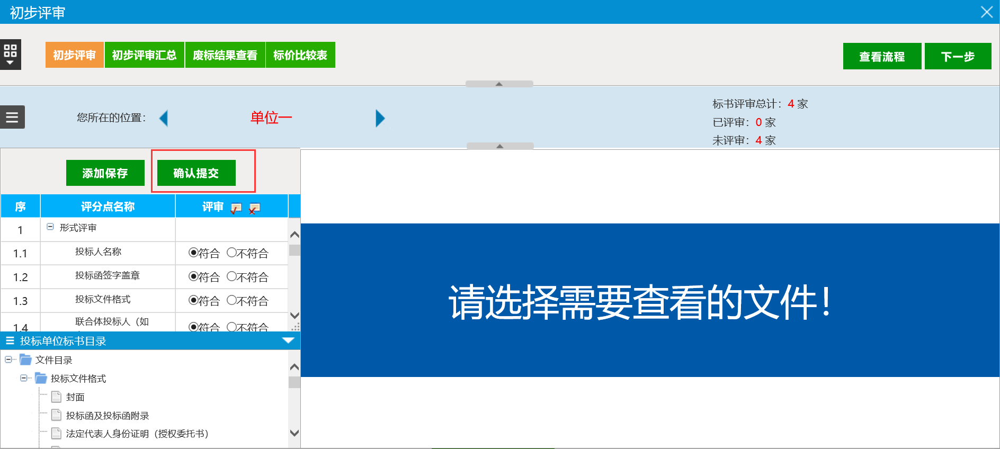 初步评审
初步评审 初步评审汇总 废标结果查看 标价比较表 查看流程 下一步
您所在的位置： 单位一
标书评审总计：4 家
已评审：0 家
未评审：4 家
添加保存 确认提交
序 评分点名称 评审
1 形式评审
1.1 投标人名称 符合 不符合
1.2 投标函签字盖章 符合 不符合
1.3 投标文件格式 符合 不符合
1.4 联合体投标人（如 符合 不符合
投标单位标书目录
文件目录
投标文件格式
封面
投标函及投标函附录
法定代表人身份证明（授权委托书）
请选择需要查看的文件！